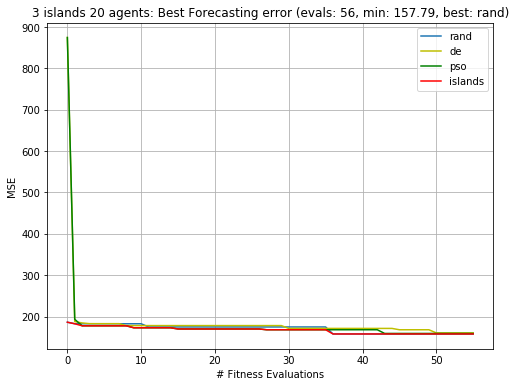 3 islands 20 agents: Best Forecasting error (evals: 56, min: 157.79, best: rand)
900
800
700
600
500
400
300
200
MSE
rand
de
pso
islands
0 10 20 30 40 50
# Fitness Evaluations